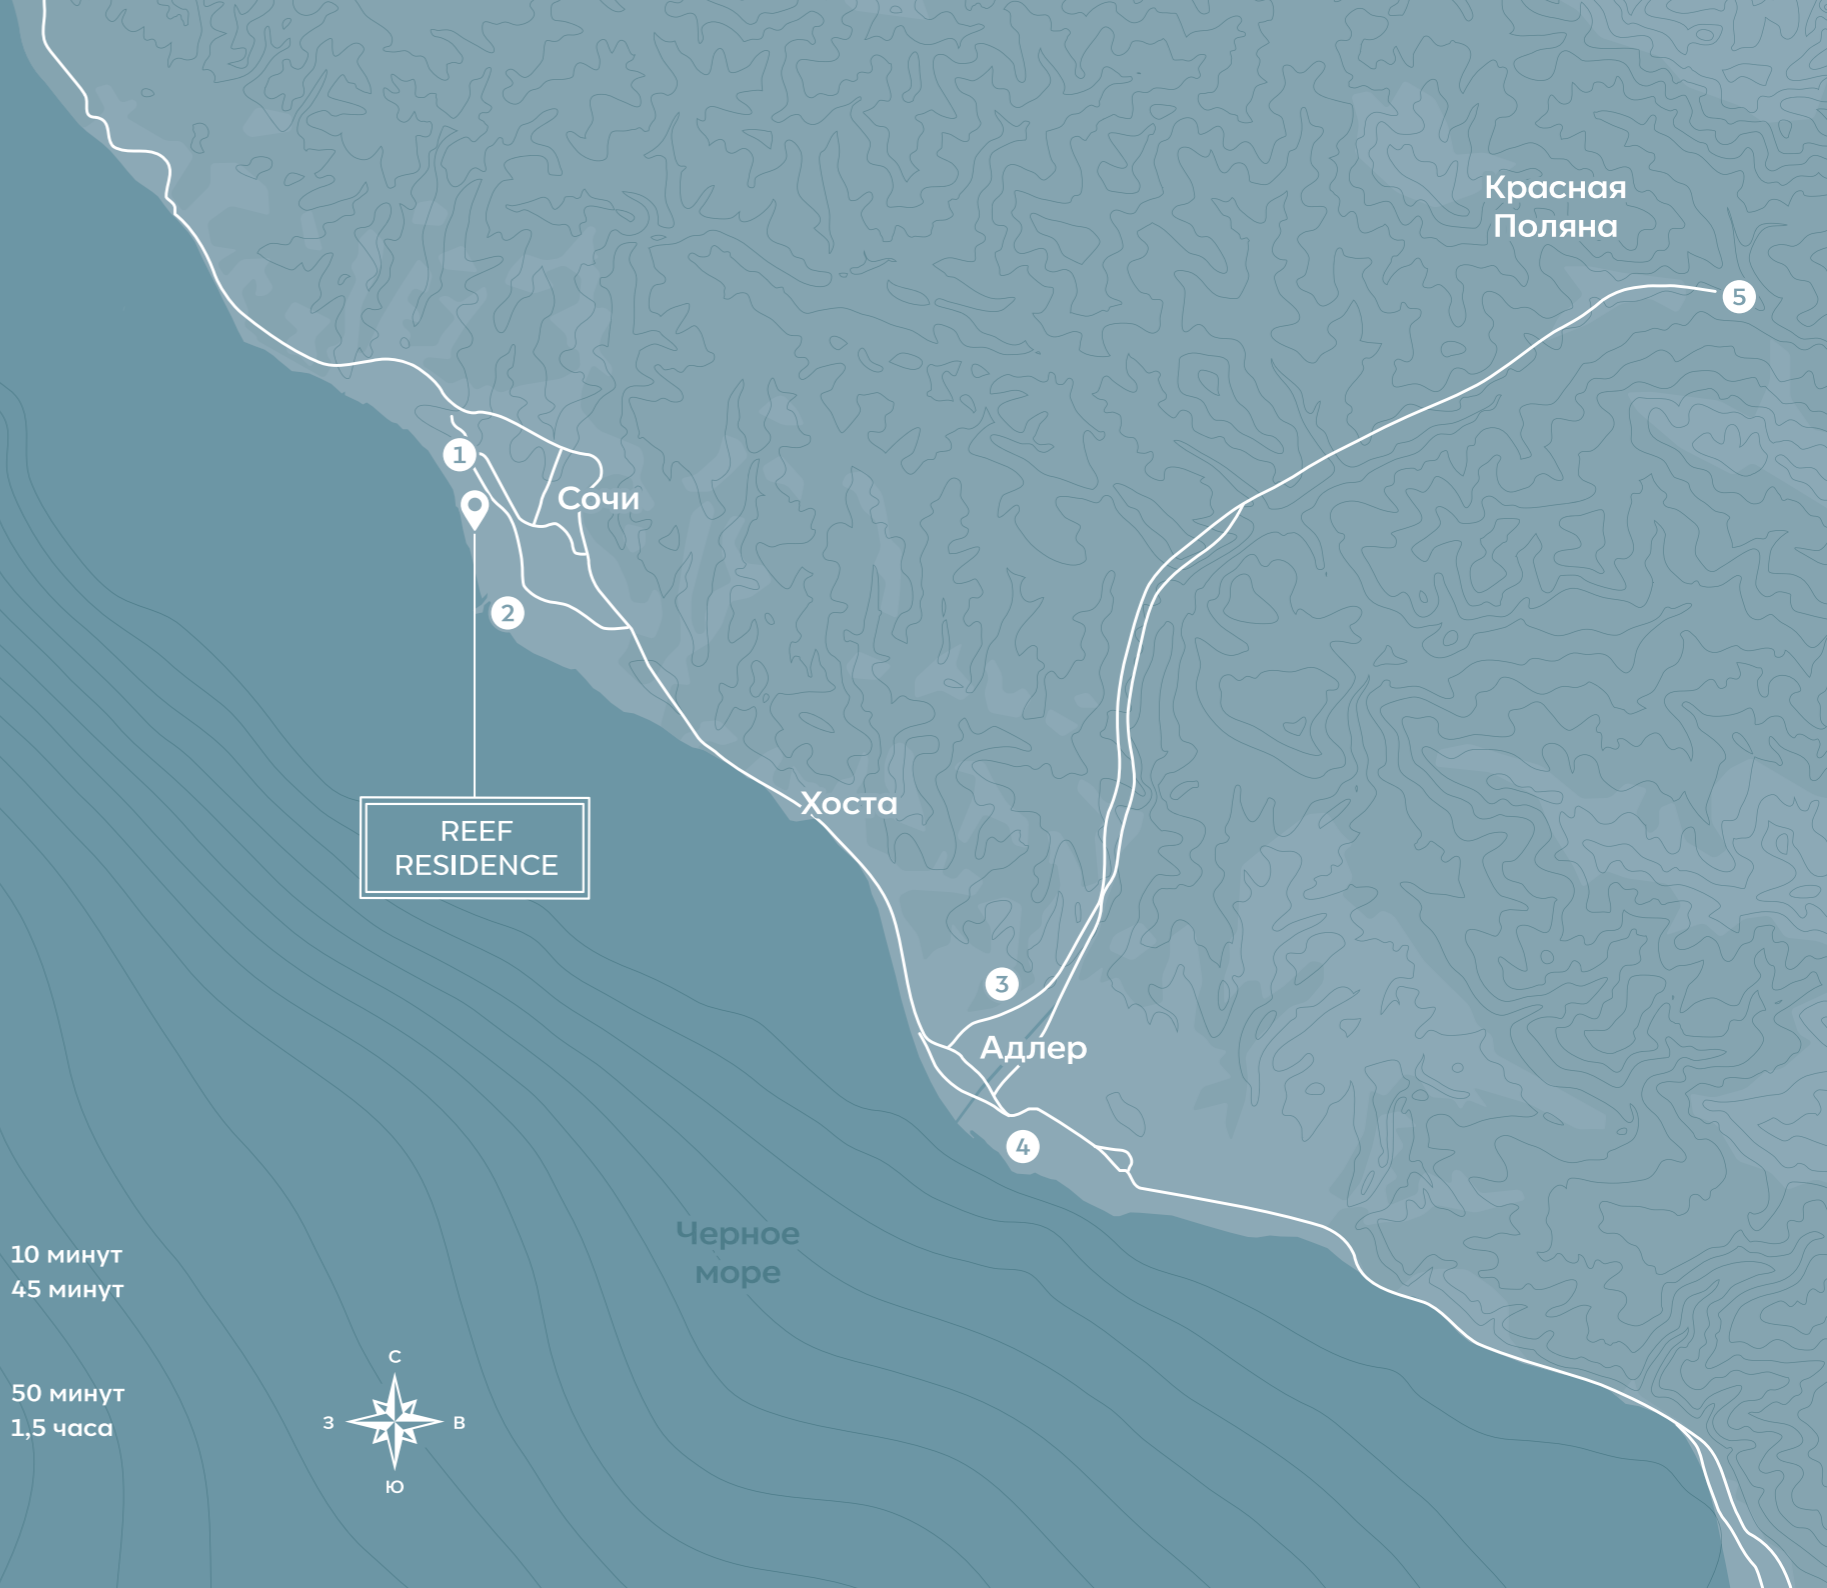 Красная
Поляна
5
1
Сочи
2
Хоста
REEF
RESIDENCE
3
Адлер
4
Черное
море
10 минут
45 минут
50 минут
1,5 часа
С
З
В
Ю